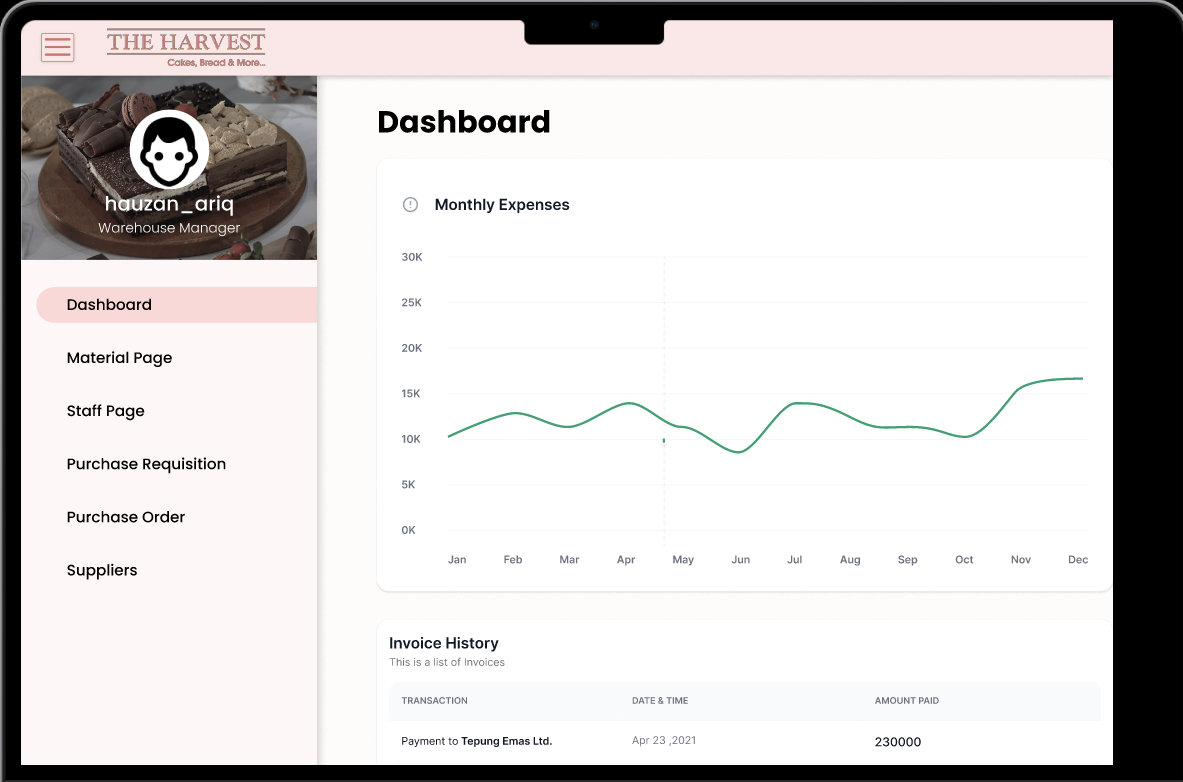 THE HARVEST
Cakes, Bread & More...
hauzan_ariq
Warehouse Manager
Dashboard
Material Page
Staff Page
Purchase Requisition
Purchase Order
Suppliers
Dashboard
Monthly Expenses
30K
25K
20K
15K
10K
5K
0K
Jan Feb Mar Apr May Jun Jul Aug Sep Oct Nov Dec
Invoice History
This is a list of Invoices
TRANSACTION DATE & TIME AMOUNT PAID
Payment to Tepung Emas Ltd. Apr 23 ,2021 230000